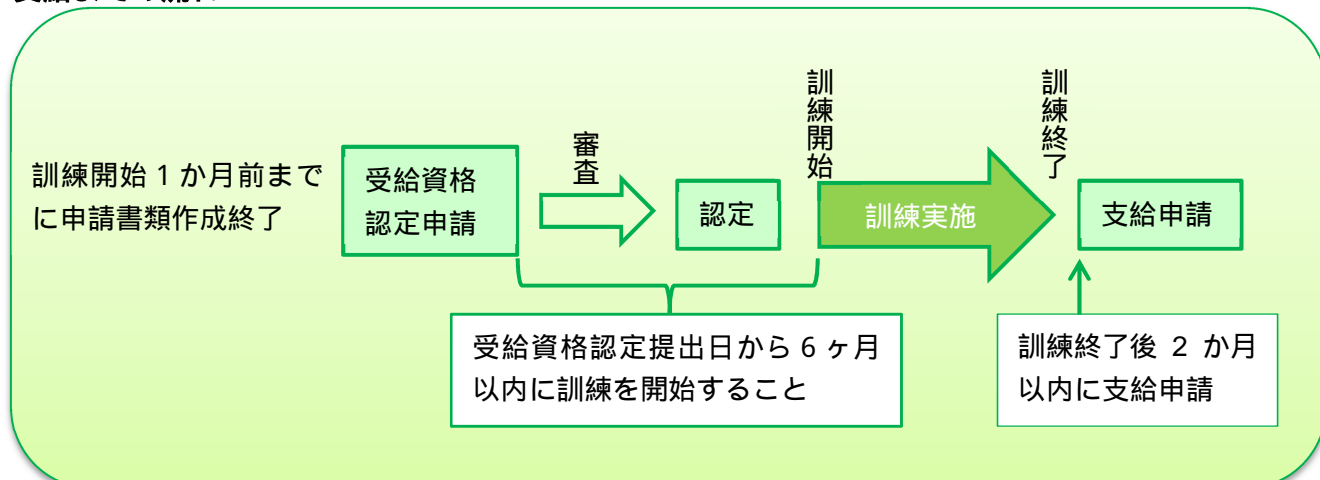 訓練開始1か月前まで
に申請書類作成終了
受給資格
認定申請
審査
認定
訓練開始
訓練実施
訓練終了
支給申請
受給資格認定提出日から6ヶ月
以内に訓練を開始すること
訓練終了後 2 か月
以内に支給申請